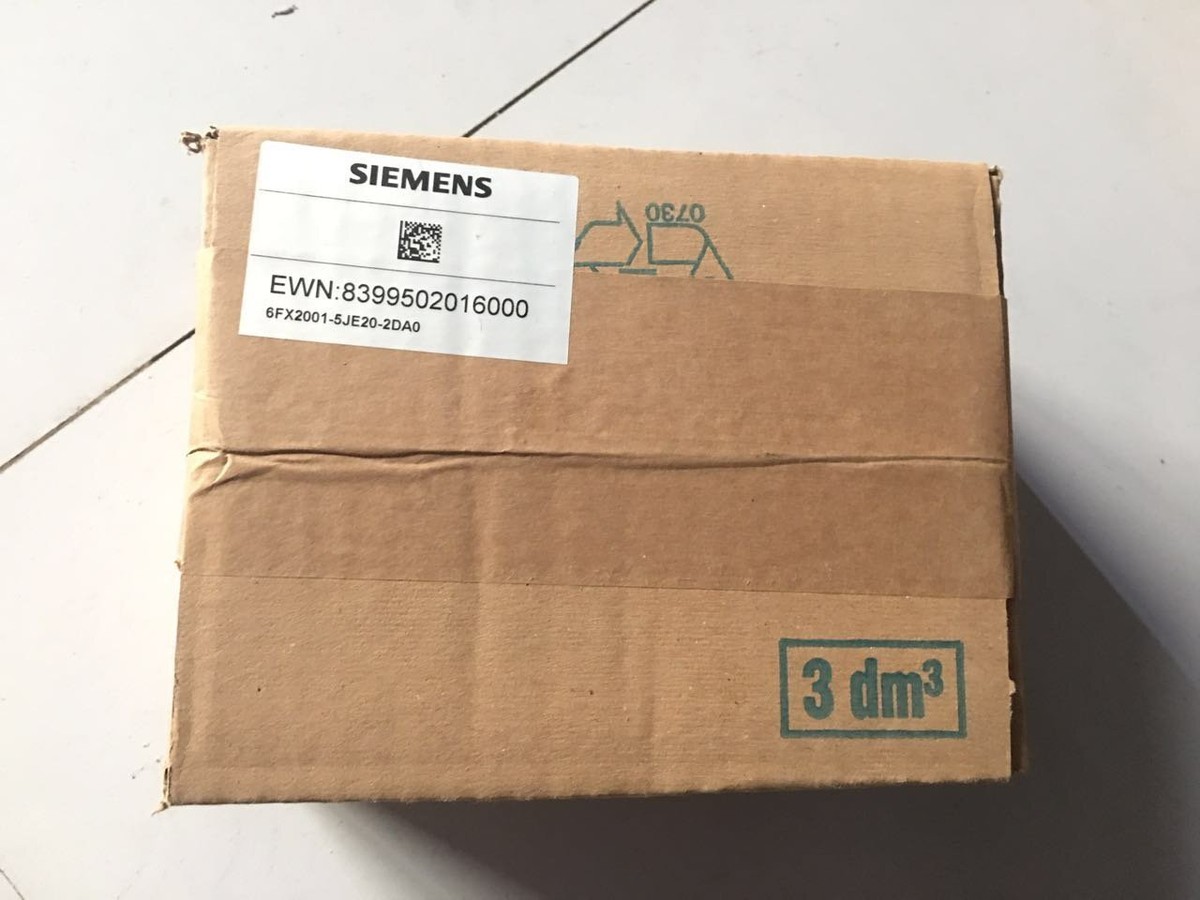 SIEMENS
EWN:8399502016000
6FX2001-5JE20-2DA0
0730
3 dm³